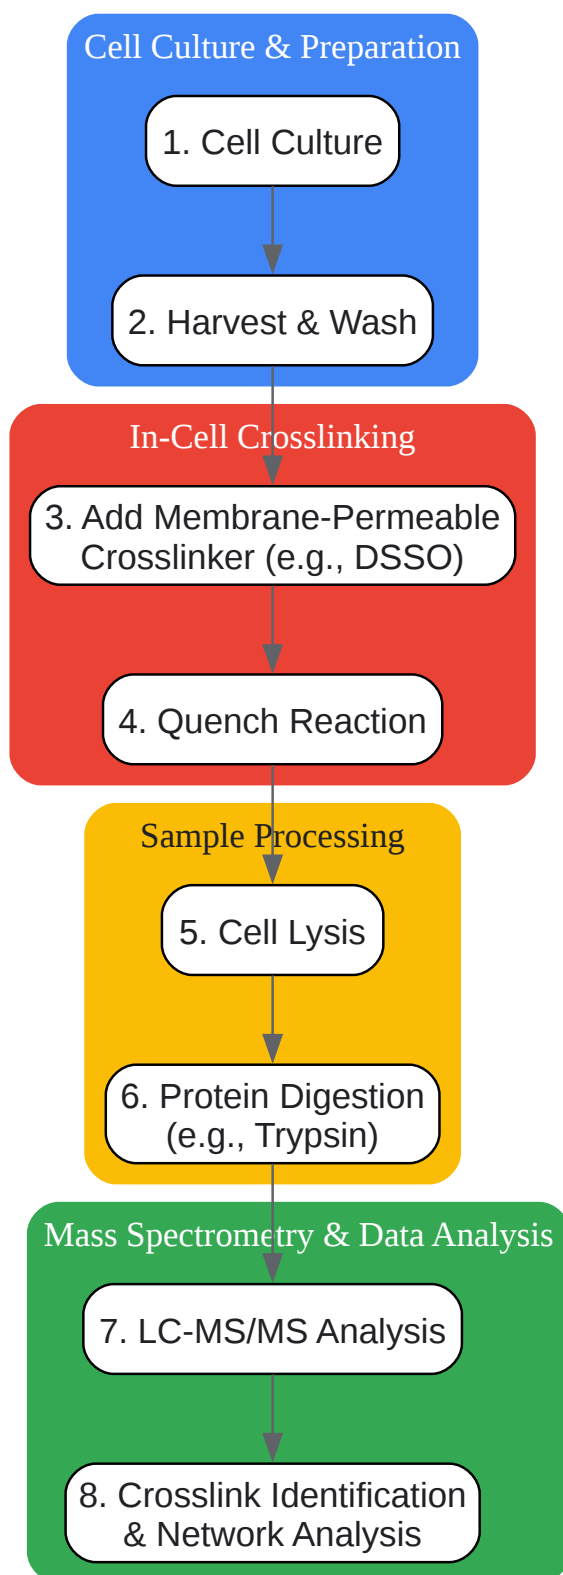 Cell Culture & Preparation
1. Cell Culture
2. Harvest & Wash
In-Cell Crosslinking
3. Add Membrane-Permeable
Crosslinker (e.g., DSSO)
4. Quench Reaction
Sample Processing
5. Cell Lysis
6. Protein Digestion
(e.g., Trypsin)
Mass Spectrometry & Data Analysis
7. LC-MS/MS Analysis
8. Crosslink Identification
& Network Analysis